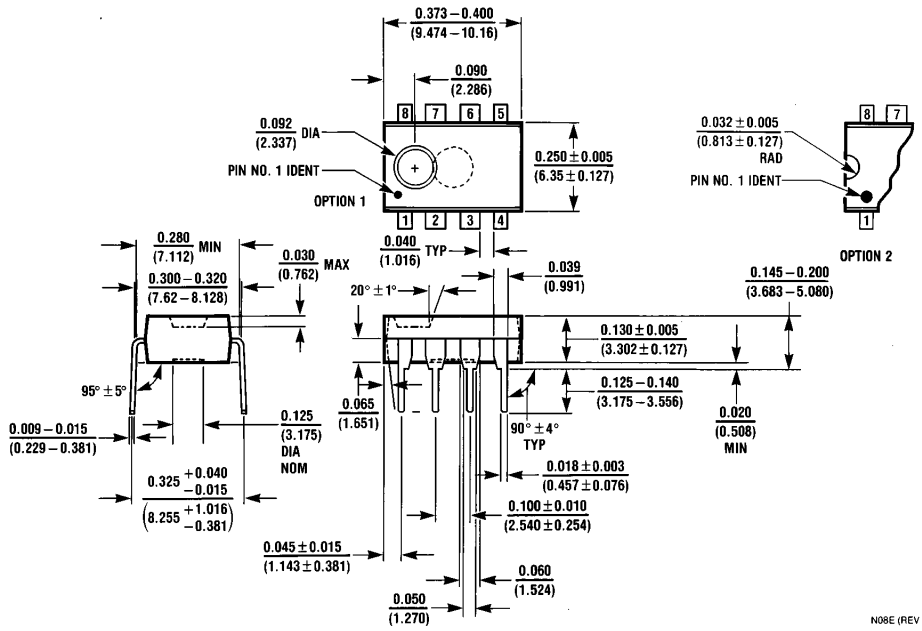 0.373 – 0.400
(9.474 – 10.16)
0.090
(2.286)
8 7 6 5
0.092
(2.337) DIA
PIN NO. 1 IDENT
OPTION 1
1 2 3 4
0.250 ± 0.005
(6.35 ± 0.127)
0.032 ± 0.005
(0.813 ± 0.127)
RAD
PIN NO. 1 IDENT
8 7
1
OPTION 2
0.280 MIN
(7.112)
0.300 – 0.320
(7.62 – 8.128)
0.030 MAX
(0.762)
0.040 TYP
(1.016)
0.039
(0.991)
20° ± 1°
0.145 – 0.200
(3.683 – 5.080)
0.130 ± 0.005
(3.302 ± 0.127)
0.125 – 0.140
(3.175 – 3.556)
0.020
(0.508)
MIN
95° ± 5°
0.009 – 0.015
(0.229 – 0.381)
0.125
(3.175)
DIA
NOM
0.065
(1.651)
90° ± 4°
TYP
0.325 +0.040
-0.015
(8.255 +1.016
-0.381)
0.018 ± 0.003
(0.457 ± 0.076)
0.100 ± 0.010
(2.540 ± 0.254)
0.045 ± 0.015
(1.143 ± 0.381)
0.060
(1.524)
0.050
(1.270)
N08E (REV